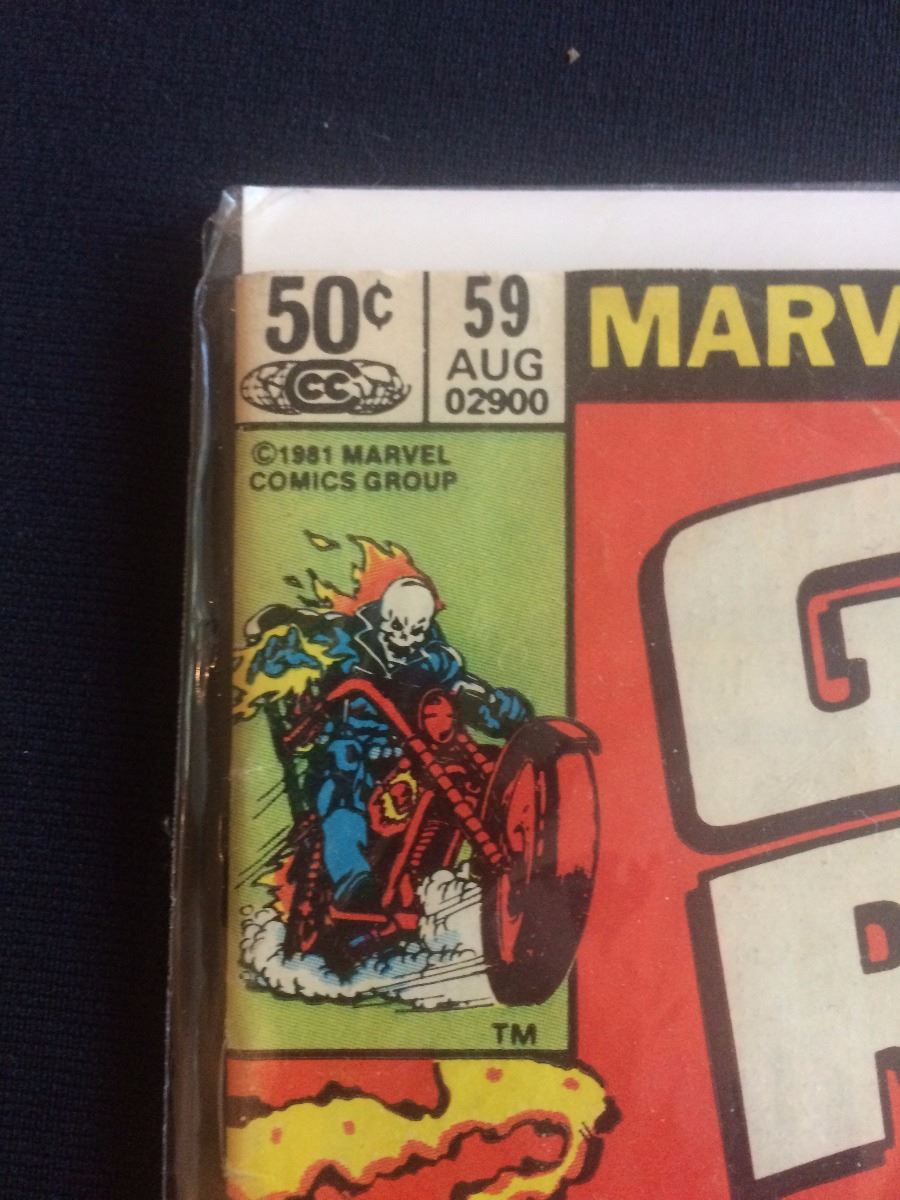 50¢
CC
59
AUG
02900
MARV
©1981 MARVEL
COMICS GROUP
G
R
TM